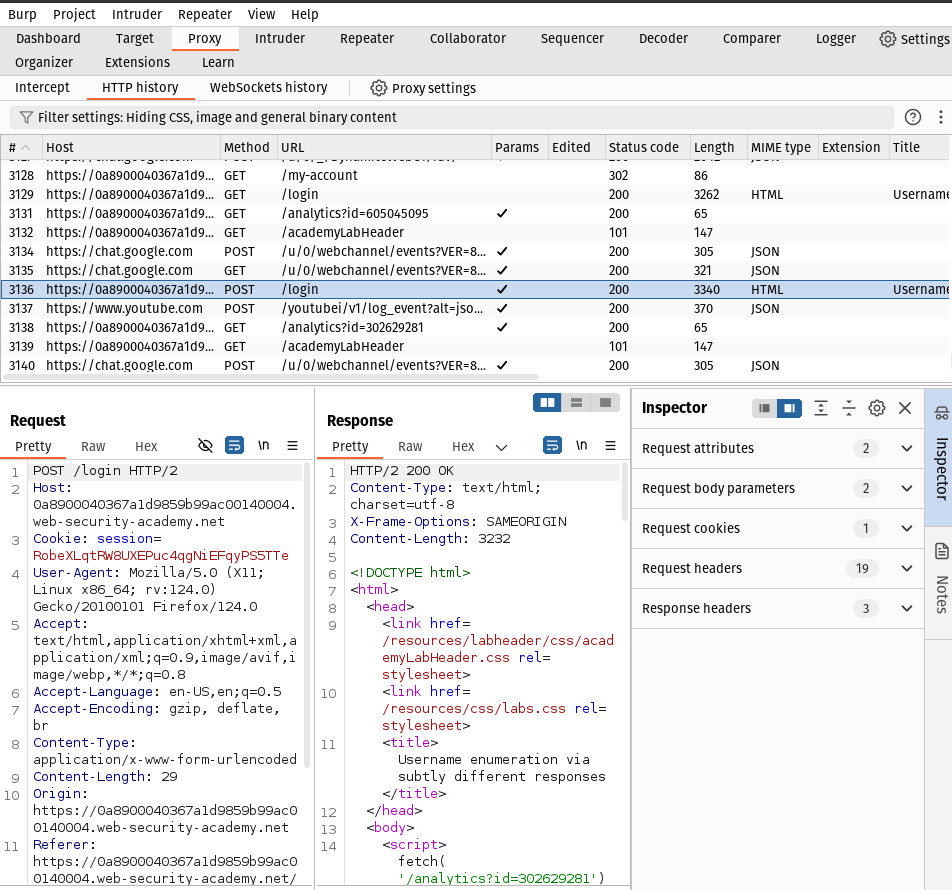 Burp Project Intruder Repeater View Help
Dashboard Target Proxy Intruder Repeater Collaborator Sequencer Decoder Comparer Logger Settings
Organizer Extensions Learn
Intercept HTTP history WebSockets history Proxy settings
Filter settings: Hiding CSS, image and general binary content
# Host Method URL Params Edited Status code Length MIME type Extension Title
3128 https://0a8900040367a1d9... GET /my-account 302 86
3129 https://0a8900040367a1d9... GET /login 200 3262 HTML Username
3131 https://0a8900040367a1d9... GET /analytics?id=605045095 ✓ 200 65
3132 https://0a8900040367a1d9... GET /academyLabHeader 101 147
3134 https://chat.google.com POST /u/0/webchannel/events?VER=8... ✓ 200 305 JSON
3135 https://chat.google.com GET /u/0/webchannel/events?VER=8... ✓ 200 321 JSON
3136 https://0a8900040367a1d9... POST /login ✓ 200 3340 HTML Username
3137 https://www.youtube.com POST /youtubei/v1/log_event?alt=jso... ✓ 200 370 JSON
3138 https://0a8900040367a1d9... GET /analytics?id=302629281 ✓ 200 65
3139 https://0a8900040367a1d9... GET /academyLabHeader 101 147
3140 https://chat.google.com POST /u/0/webchannel/events?VER=8... ✓ 200 305 JSON
Request
Pretty Raw Hex \n
1 POST /login HTTP/2
2 Host:
0a8900040367a1d9859b99ac00140004.
web-security-academy.net
3 Cookie: session=
RobeXLqtRW8UXEPuc4qgNiEFqyPS5TTe
4 User-Agent: Mozilla/5.0 (X11;
Linux x86_64; rv:124.0)
Gecko/20100101 Firefox/124.0
5 Accept:
text/html,application/xhtml+xml,a
pplication/xml;q=0.9,image/avif,i
mage/webp,*/*;q=0.8
6 Accept-Language: en-US,en;q=0.5
7 Accept-Encoding: gzip, deflate,
br
8 Content-Type:
application/x-www-form-urlencoded
9 Content-Length: 29
10 Origin:
https://0a8900040367a1d9859b99ac0
0140004.web-security-academy.net
11 Referer:
https://0a8900040367a1d9859b99ac0
0140004.web-security-academy.net/
Response
Pretty Raw Hex \n
1 HTTP/2 200 OK
2 Content-Type: text/html;
charset=utf-8
3 X-Frame-Options: SAMEORIGIN
4 Content-Length: 3232
5
6 <!DOCTYPE html>
7 <html>
8 <head>
9 <link href=
/resources/labheader/css/acad
emyLabHeader.css rel=
stylesheet>
10 <link href=
/resources/css/labs.css rel=
stylesheet>
11 <title>
Username enumeration via
subtly different responses
</title>
12 </head>
13 <body>
14 <script>
fetch(
'/analytics?id=302629281')
Inspector
Request attributes 2
Request body parameters 2
Request cookies 1
Request headers 19
Response headers 3
Inspector
Notes